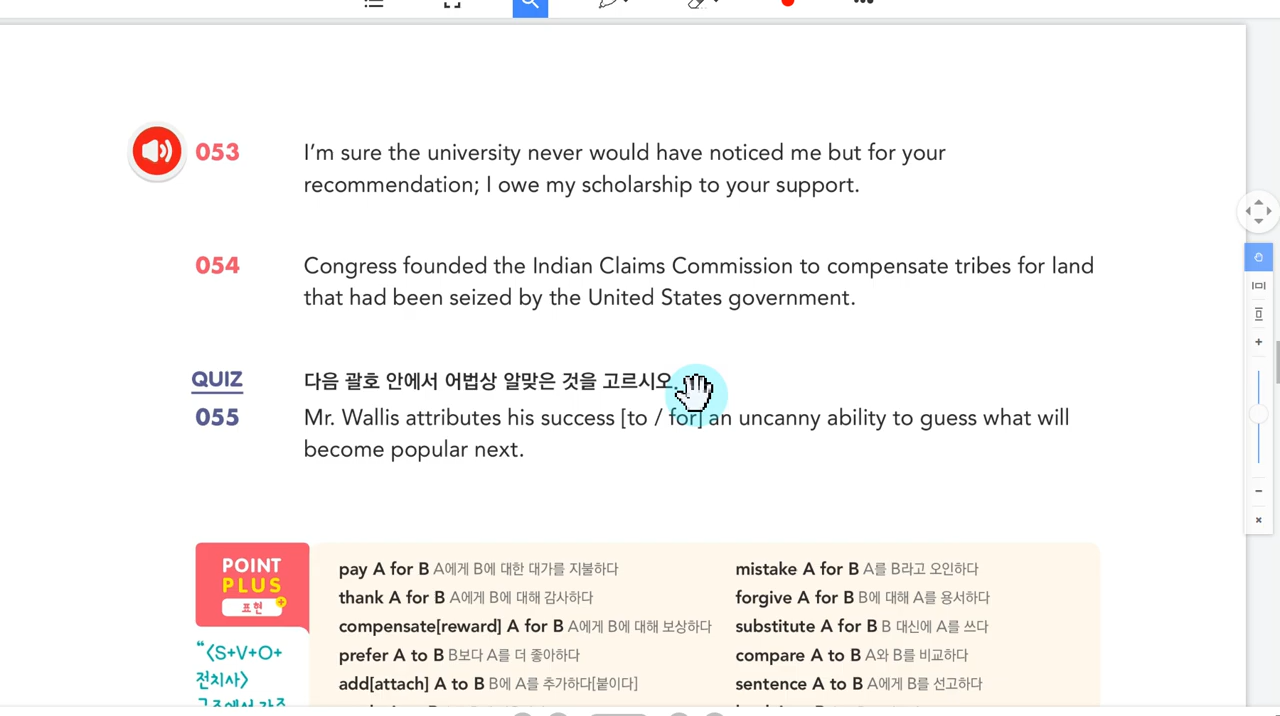 053 I’m sure the university never would have noticed me but for your
recommendation; I owe my scholarship to your support.
054 Congress founded the Indian Claims Commission to compensate tribes for land
that had been seized by the United States government.
QUIZ 다음 괄호 안에서 어법상 알맞은 것을 고르시오.
055 Mr. Wallis attributes his success [to / for] an uncanny ability to guess what will
become popular next.
POINT
PLUS
표현
“〈S+V+O+
전치사〉
pay A for B A에게 B에 대한 대가를 지불하다
thank A for B A에게 B에 대해 감사하다
compensate[reward] A for B A에게 B에 대해 보상하다
prefer A to B B보다 A를 더 좋아하다
add[attach] A to B B에 A를 추가하다[붙이다]
mistake A for B A를 B라고 오인하다
forgive A for B B에 대해 A를 용서하다
substitute A for B B 대신에 A를 쓰다
compare A to B A와 B를 비교하다
sentence A to B A에게 B를 선고하다